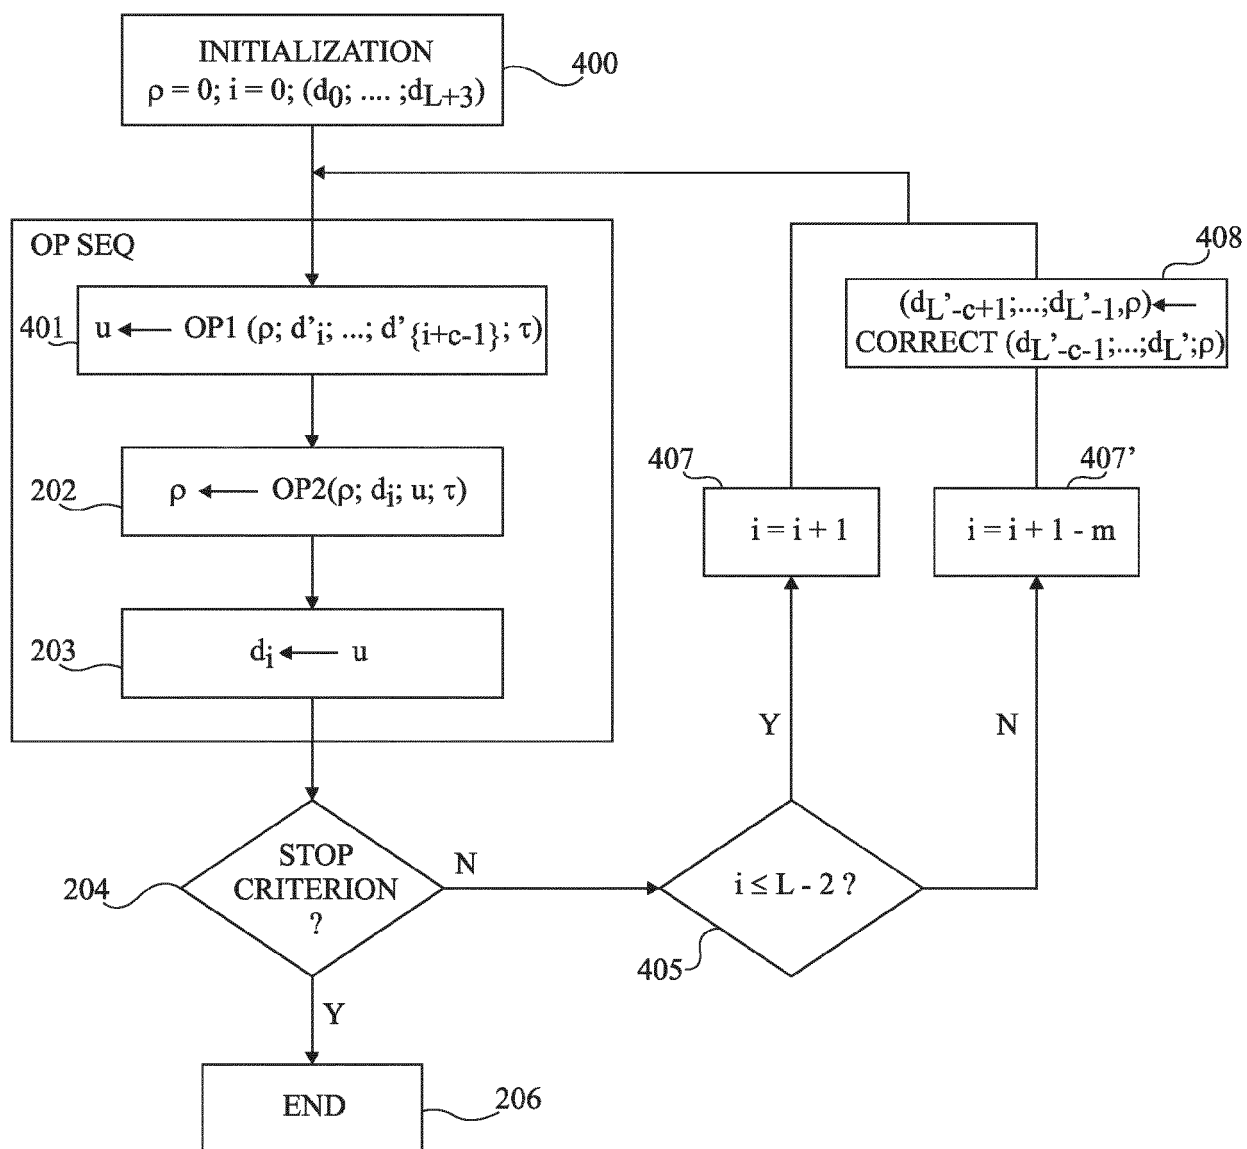 INITIALIZATION
ρ = 0; i = 0; (d0; .... ;dL+3)
400
OP SEQ
401
u ← OP1 (ρ; d'i; ...; d'{i+c-1}; τ)
408
(dL'-c+1;...;dL'-1,ρ)←
CORRECT (dL'-c-1;...;dL';ρ)
202
ρ ← OP2(ρ; di; u; τ)
407
i = i + 1
407’
i = i + 1 - m
203
di ← u
Y
N
204
STOP
CRITERION
?
N
i ≤ L - 2 ?
405
Y
END
206